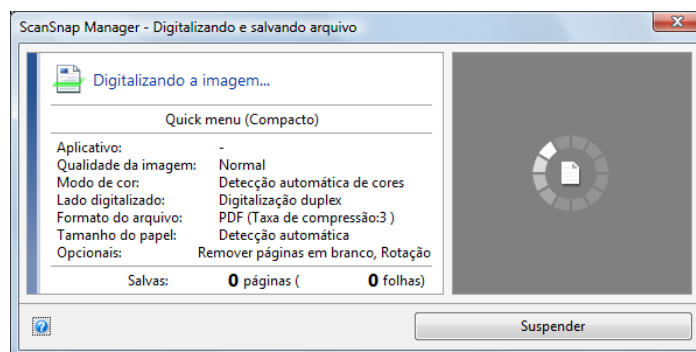 ScanSnap Manager - Digitalizando e salvando arquivo
Digitalizando a imagem...
Quick menu (Compacto)
Aplicativo: -
Qualidade da imagem: Normal
Modo de cor: Detecção automática de cores
Lado digitalizado: Digitalização duplex
Formato do arquivo: PDF (Taxa de compressão:3 )
Tamanho do papel: Detecção automática
Opcionais: Remover páginas em branco, Rotação
Salvas: 0 páginas ( 0 folhas)
Suspender